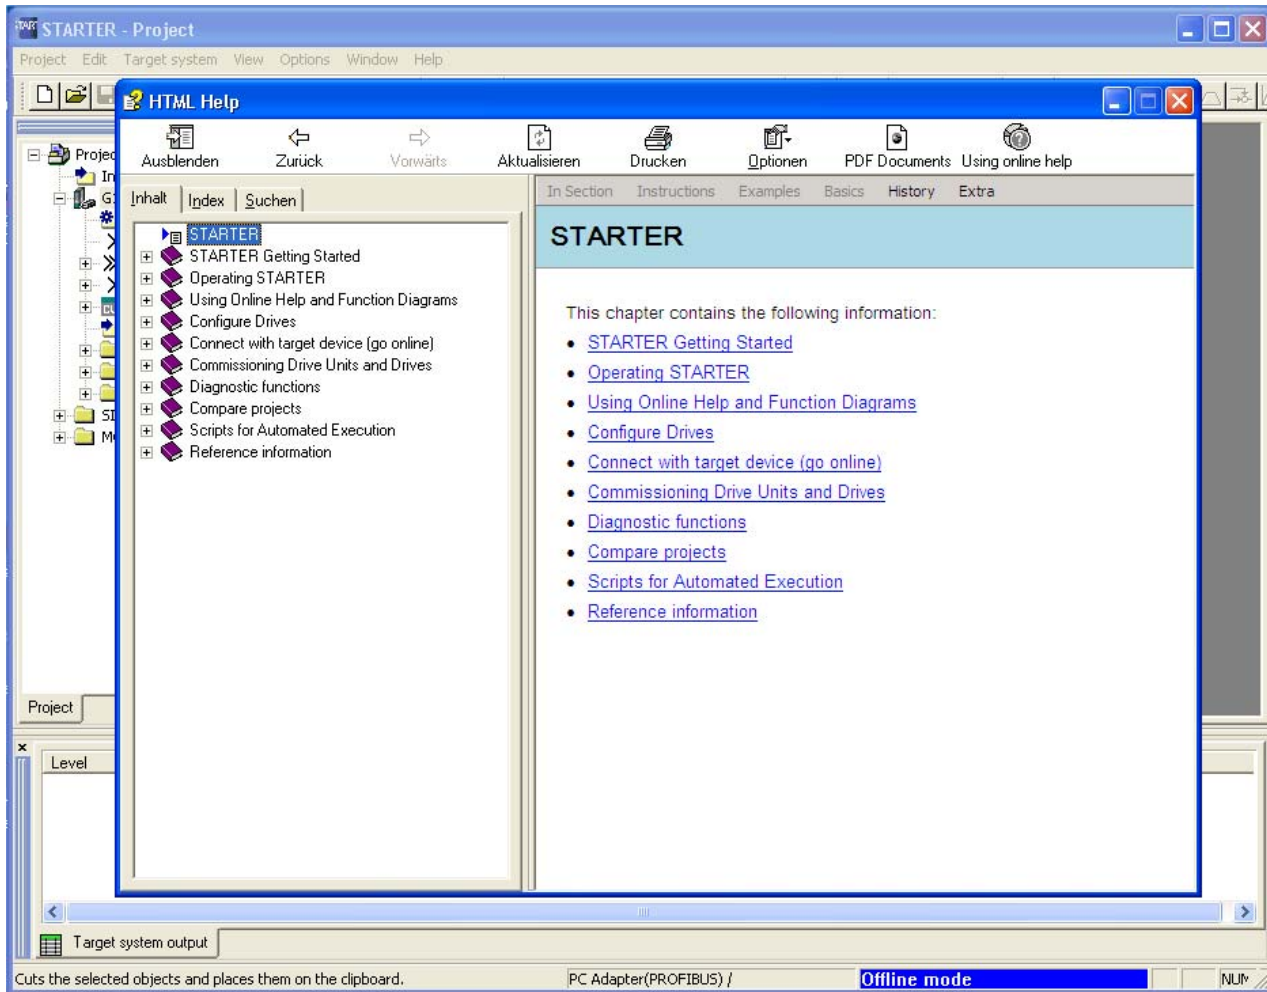 STARTER - Project
Project Edit Target system View Options Window Help
HTML Help
Ausblenden Zurück Vorwärts Aktualisieren Drucken Optionen PDF Documents Using online help
Inhalt Index Suchen
In Section Instructions Examples Basics History Extra
STARTER
STARTER Getting Started
Operating STARTER
Using Online Help and Function Diagrams
Configure Drives
Connect with target device (go online)
Commissioning Drive Units and Drives
Diagnostic functions
Compare projects
Scripts for Automated Execution
Reference information
STARTER
This chapter contains the following information:
• STARTER Getting Started
• Operating STARTER
• Using Online Help and Function Diagrams
• Configure Drives
• Connect with target device (go online)
• Commissioning Drive Units and Drives
• Diagnostic functions
• Compare projects
• Scripts for Automated Execution
• Reference information
Project
Level
Target system output
Cuts the selected objects and places them on the clipboard. PC Adapter(PROFIBUS) / Offline mode